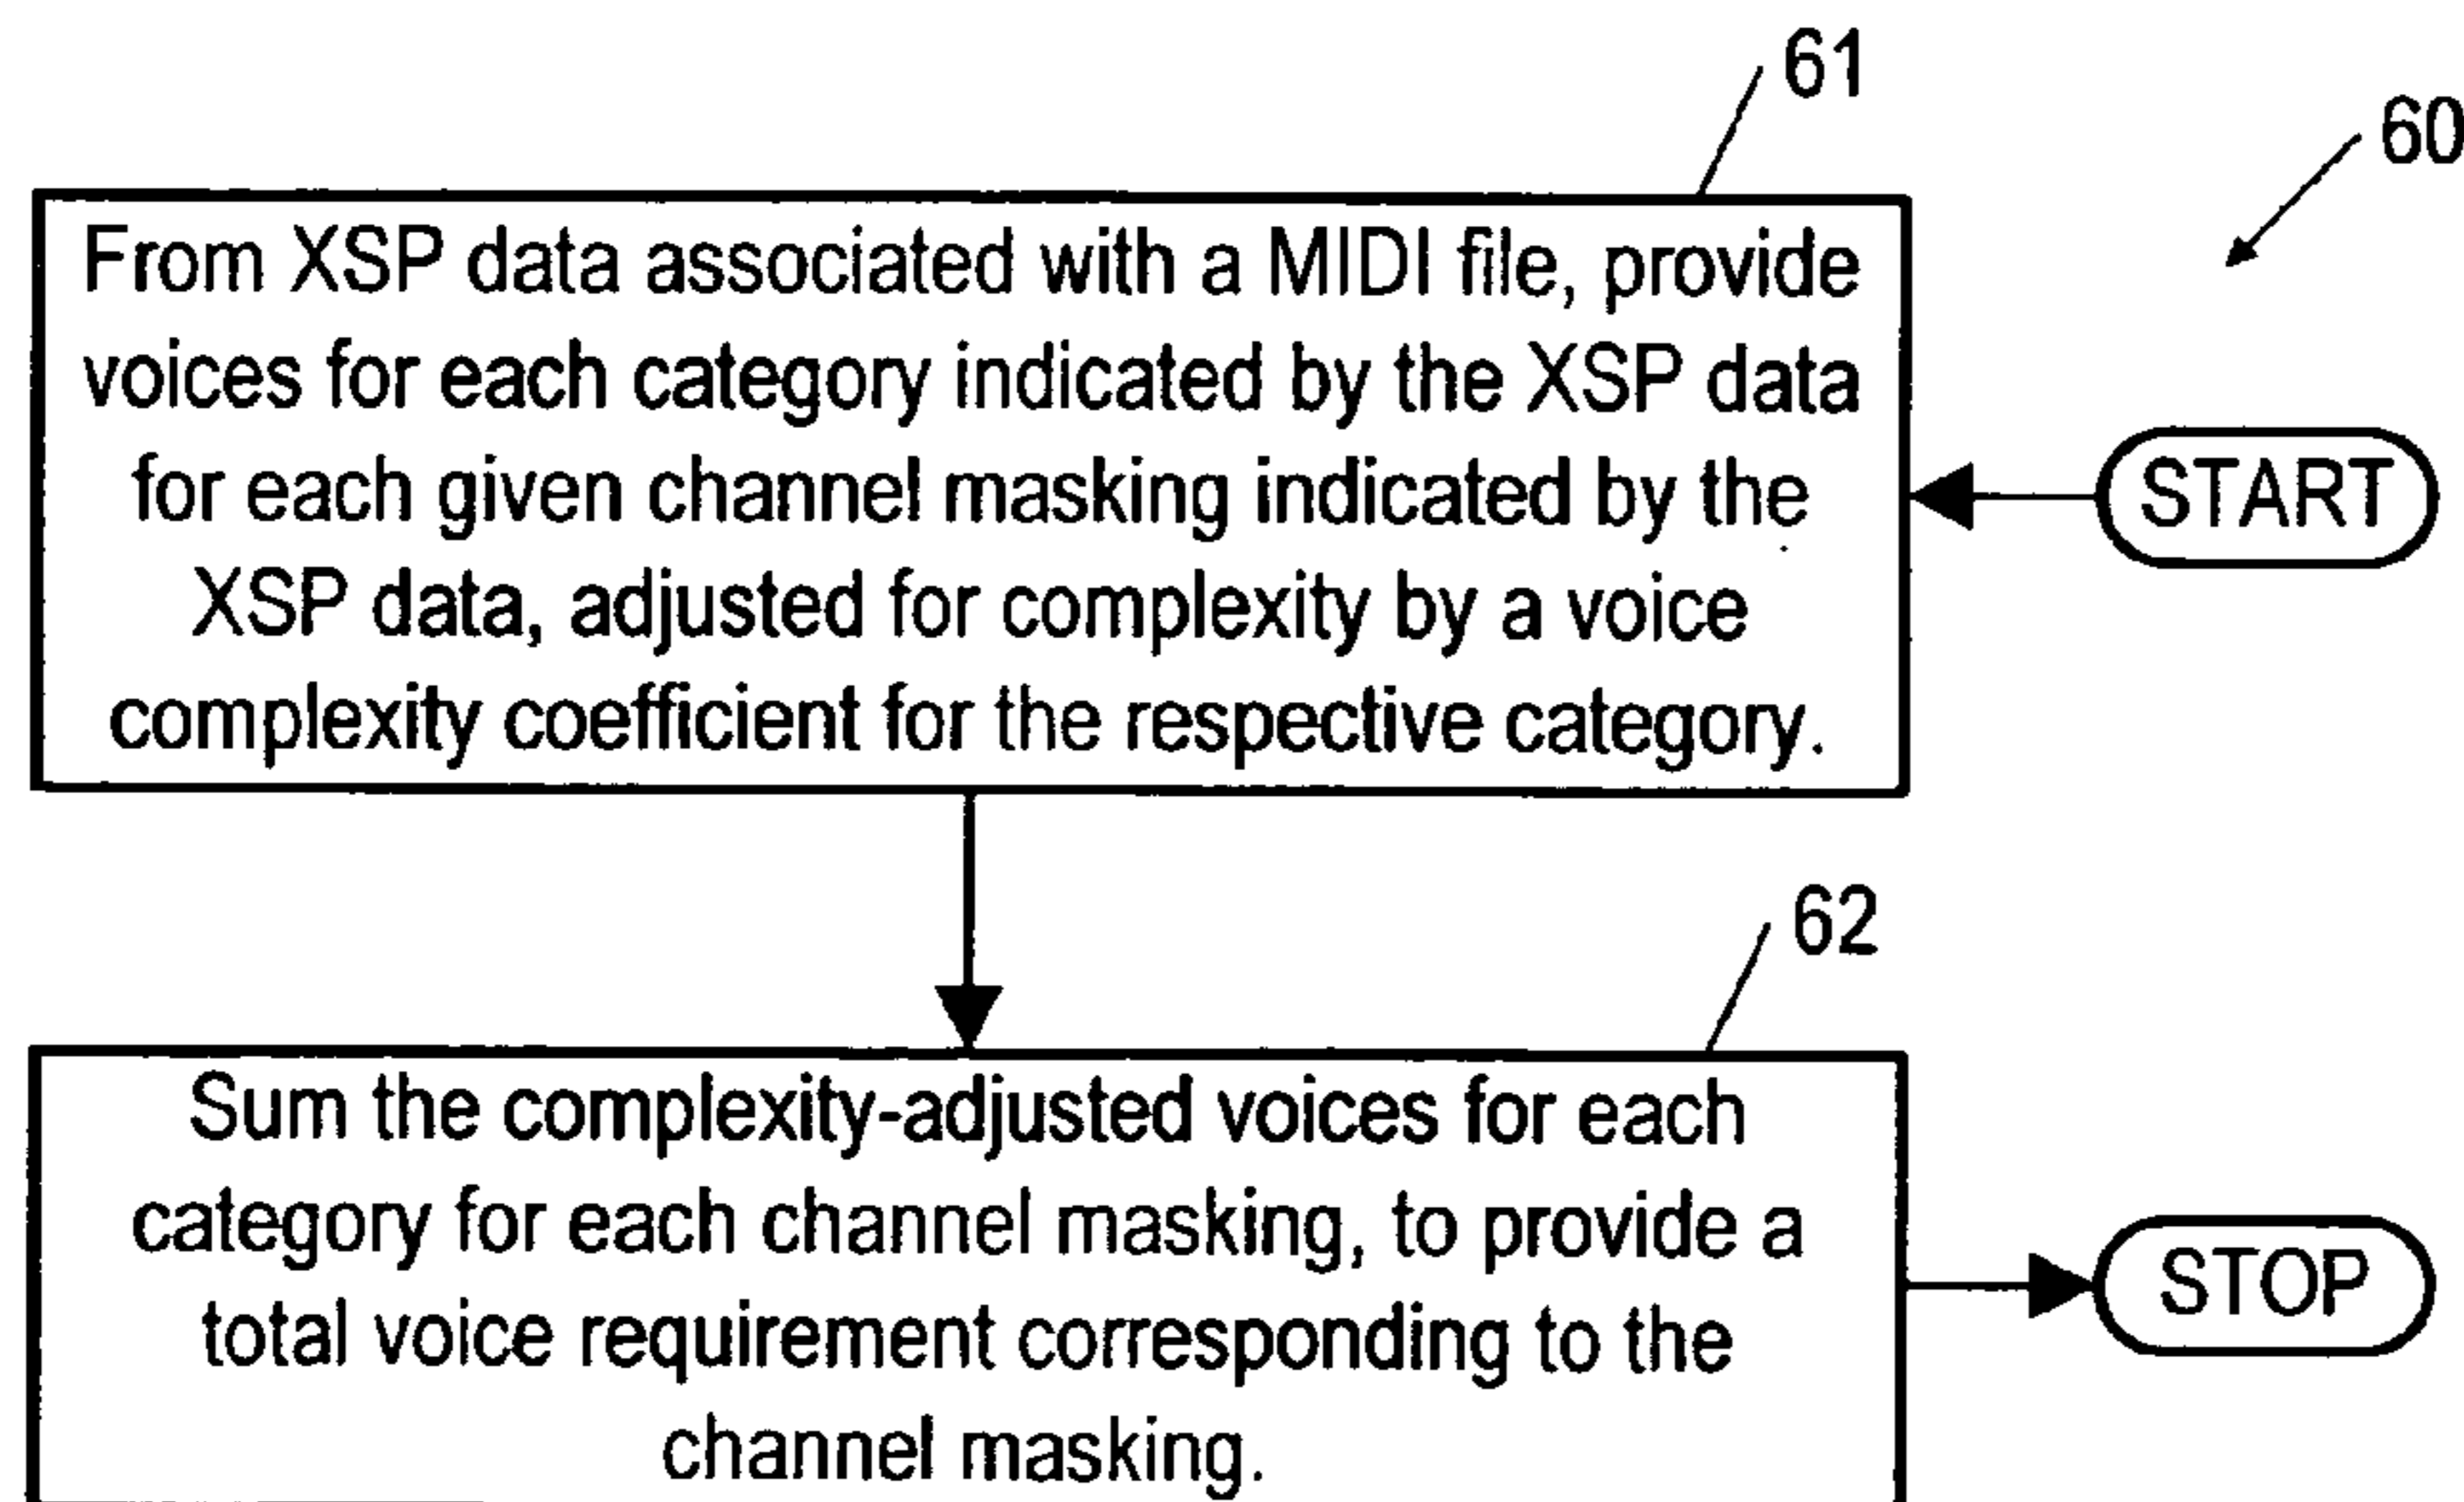 61
60
From XSP data associated with a MIDI file, provide
voices for each category indicated by the XSP data
for each given channel masking indicated by the
XSP data, adjusted for complexity by a voice
complexity coefficient for the respective category.
START
62
Sum the complexity-adjusted voices for each
category for each channel masking, to provide a
total voice requirement corresponding to the
channel masking.
STOP